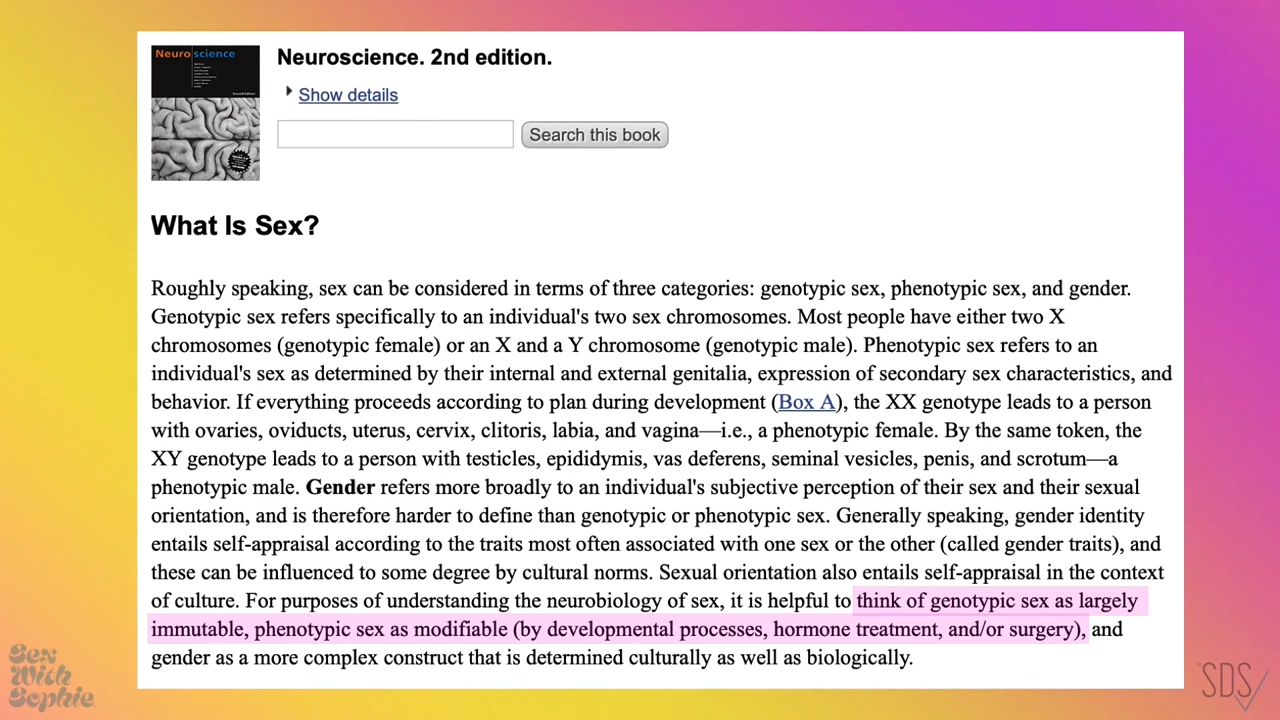 Neuroscience
Neuroscience. 2nd edition.
Show details
Search this book
What Is Sex?
Roughly speaking, sex can be considered in terms of three categories: genotypic sex, phenotypic sex, and gender.
Genotypic sex refers specifically to an individual's two sex chromosomes. Most people have either two X
chromosomes (genotypic female) or an X and a Y chromosome (genotypic male). Phenotypic sex refers to an
individual's sex as determined by their internal and external genitalia, expression of secondary sex characteristics, and
behavior. If everything proceeds according to plan during development (Box A), the XX genotype leads to a person
with ovaries, oviducts, uterus, cervix, clitoris, labia, and vagina—i.e., a phenotypic female. By the same token, the
XY genotype leads to a person with testicles, epididymis, vas deferens, seminal vesicles, penis, and scrotum—a
phenotypic male. Gender refers more broadly to an individual's subjective perception of their sex and their sexual
orientation, and is therefore harder to define than genotypic or phenotypic sex. Generally speaking, gender identity
entails self-appraisal according to the traits most often associated with one sex or the other (called gender traits), and
these can be influenced to some degree by cultural norms. Sexual orientation also entails self-appraisal in the context
of culture. For purposes of understanding the neurobiology of sex, it is helpful to think of genotypic sex as largely
immutable, phenotypic sex as modifiable (by developmental processes, hormone treatment, and/or surgery), and
gender as a more complex construct that is determined culturally as well as biologically.
Sex
With
Sophie
SDS